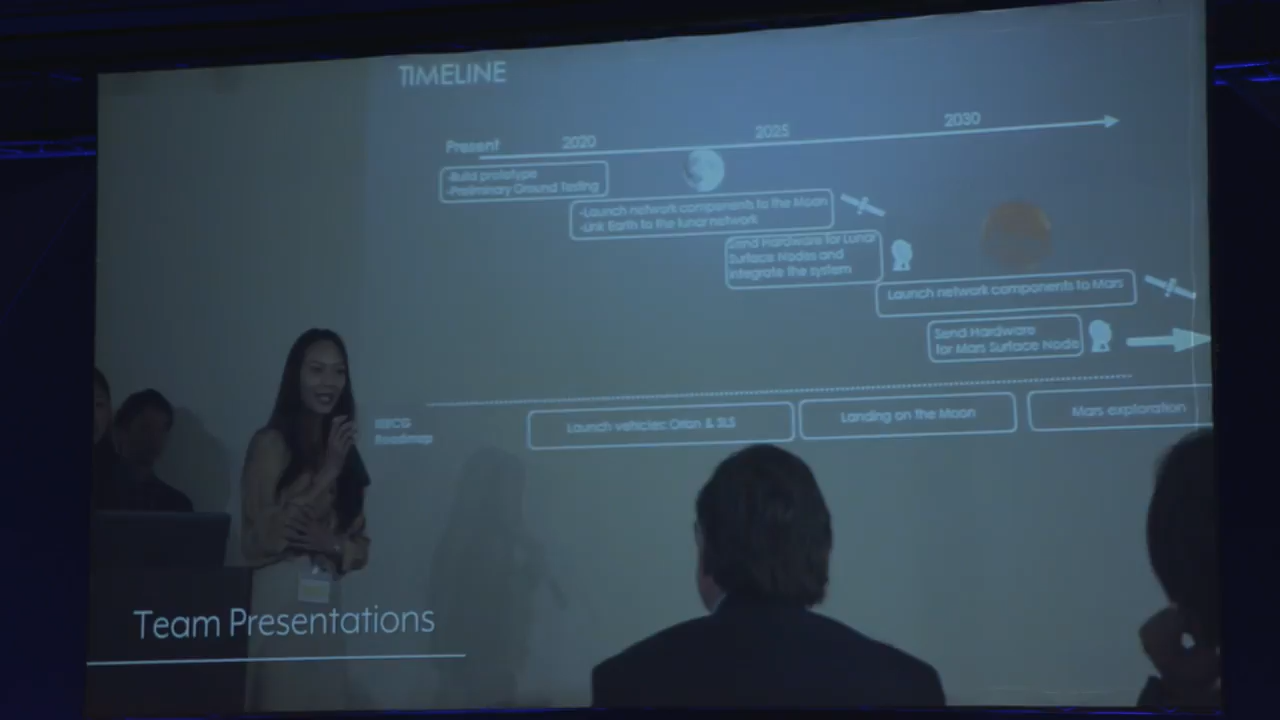 TIMELINE
Present
2020
2025
2030
-Build prototype
-Preliminary Ground Testing
-Launch network components to the Moon
-Link Earth to the lunar network
Send Hardware for Lunar
Surface Nodes and
integrate the system
Launch network components to Mars
Send Hardware
for Mars Surface Node
Roadmap
Launch vehicles: Orion & SLS
Landing on the Moon
Mars exploration
Team Presentations